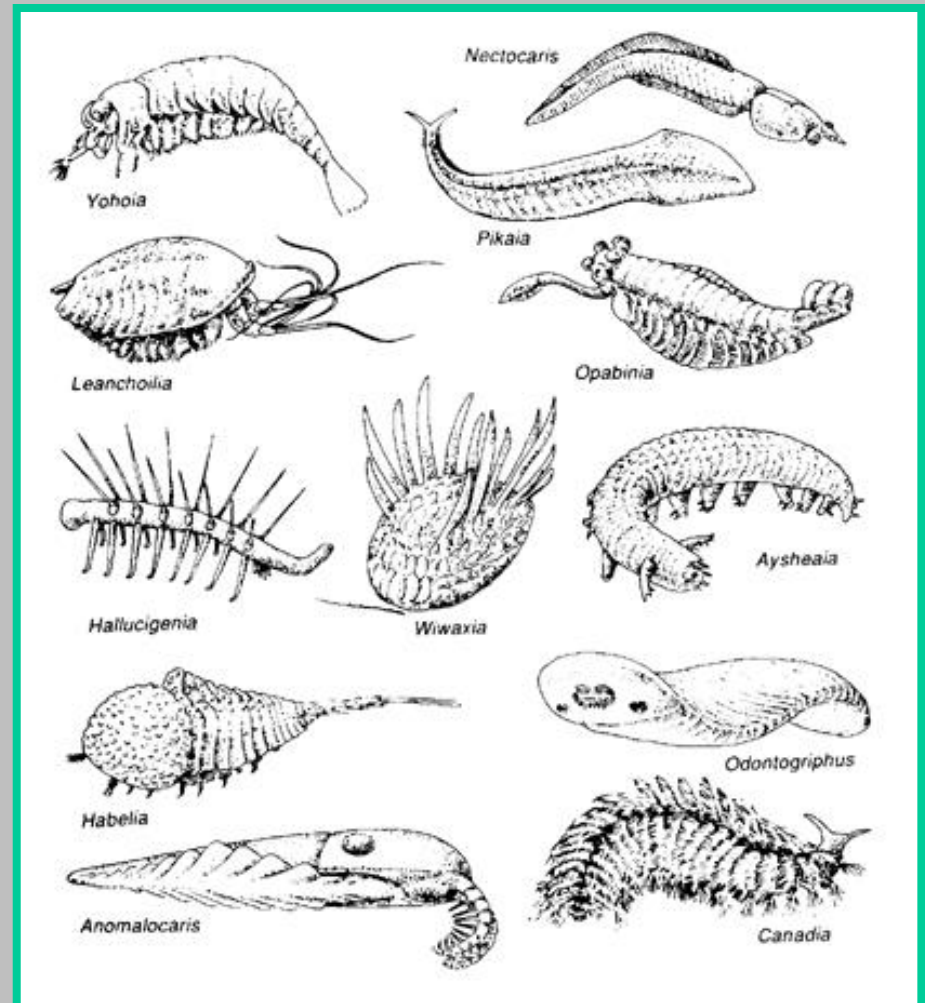 Nectocaris
Yohoia
Pikaia
Leanchoilia
Opabinia
Hallucigenia
Wiwaxia
Aysheaia
Habelia
Odontogriphus
Anomalocaris
Canadia